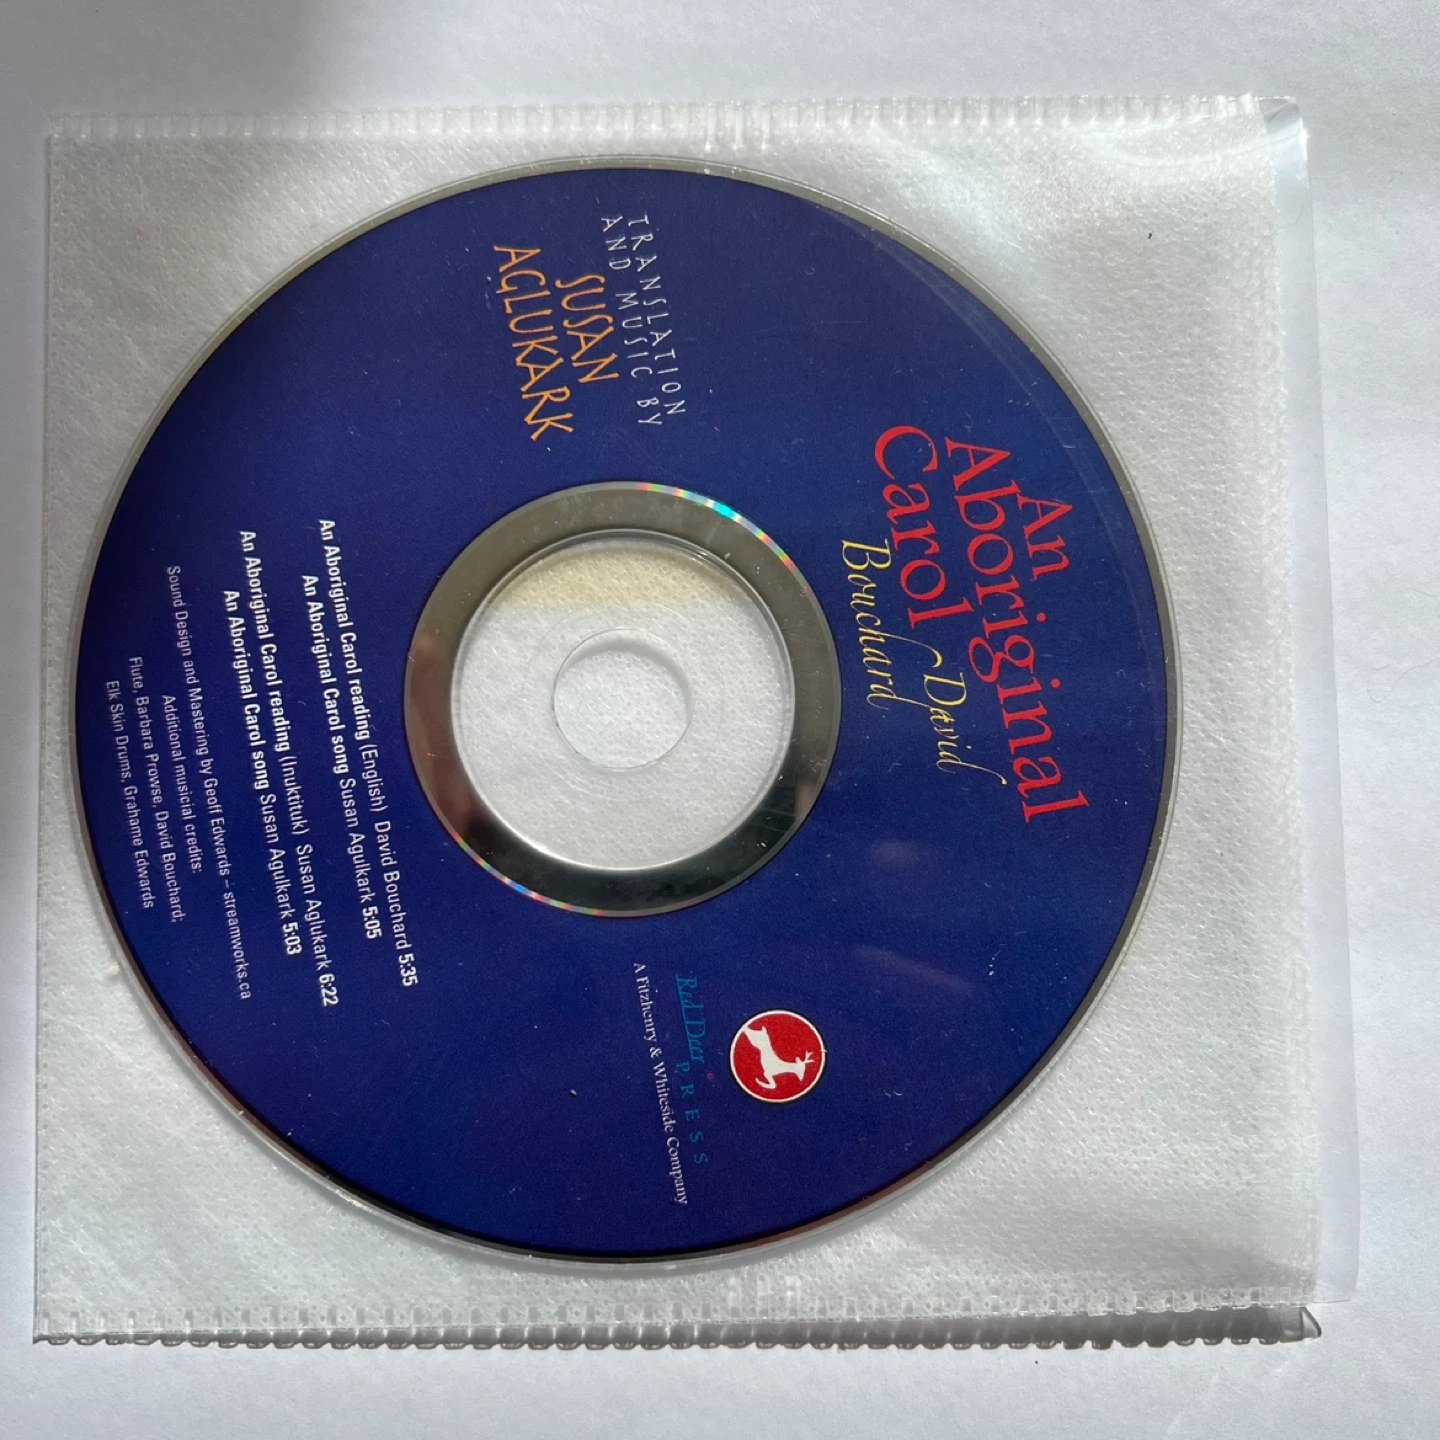 An
Aboriginal
Carol David
Bouchard
TRANSLATION
AND MUSIC BY
SUSAN
AGLUKARK
Red Deer PRESS
A Fitzhenry & Whiteside Company
An Aboriginal Carol reading (English) David Bouchard 5:35
An Aboriginal Carol song Susan Agulkark 5:05
An Aboriginal Carol reading (Inuktituk) Susan Aglukark 6:22
An Aboriginal Carol song Susan Agulkark 5:03
Sound Design and Mastering by Geoff Edwards – streamworks.ca
Additional musicial credits:
Flute, Barbara Prowse, David Bouchard;
Elk Skin Drums, Grahame Edwards